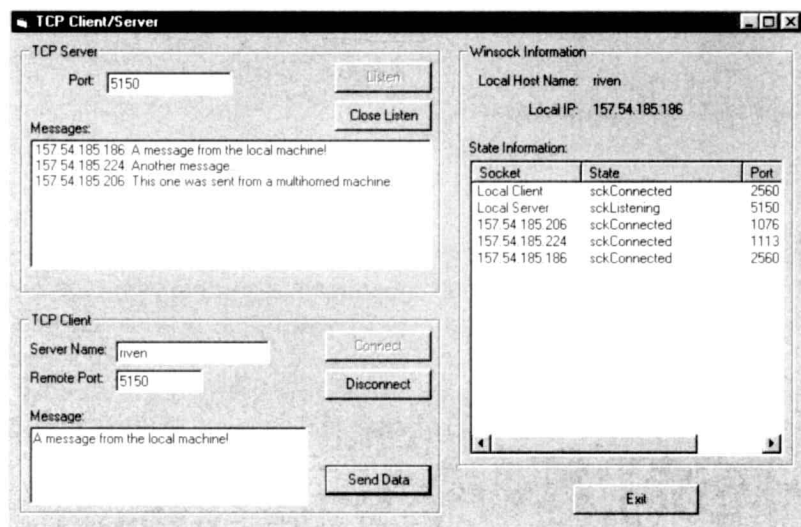 TCP Client/Server
TCP Server
Port: 5150
Listen
Close Listen
Messages:
157.54.185.186 A message from the local machine!
157.54.185.224 Another message.
157.54.185.206 This one was sent from a multihomed machine.
TCP Client
Server Name: riven
Connect
Remote Port: 5150
Disconnect
Message:
A message from the local machine!
Send Data
Winsock Information
Local Host Name: riven
Local IP: 157.54.185.186
State Information:
Socket State Port
Local Client sckConnected 2560
Local Server sckListening 5150
157.54.185.206 sckConnected 1076
157.54.185.224 sckConnected 1113
157.54.185.186 sckConnected 2560
Exit